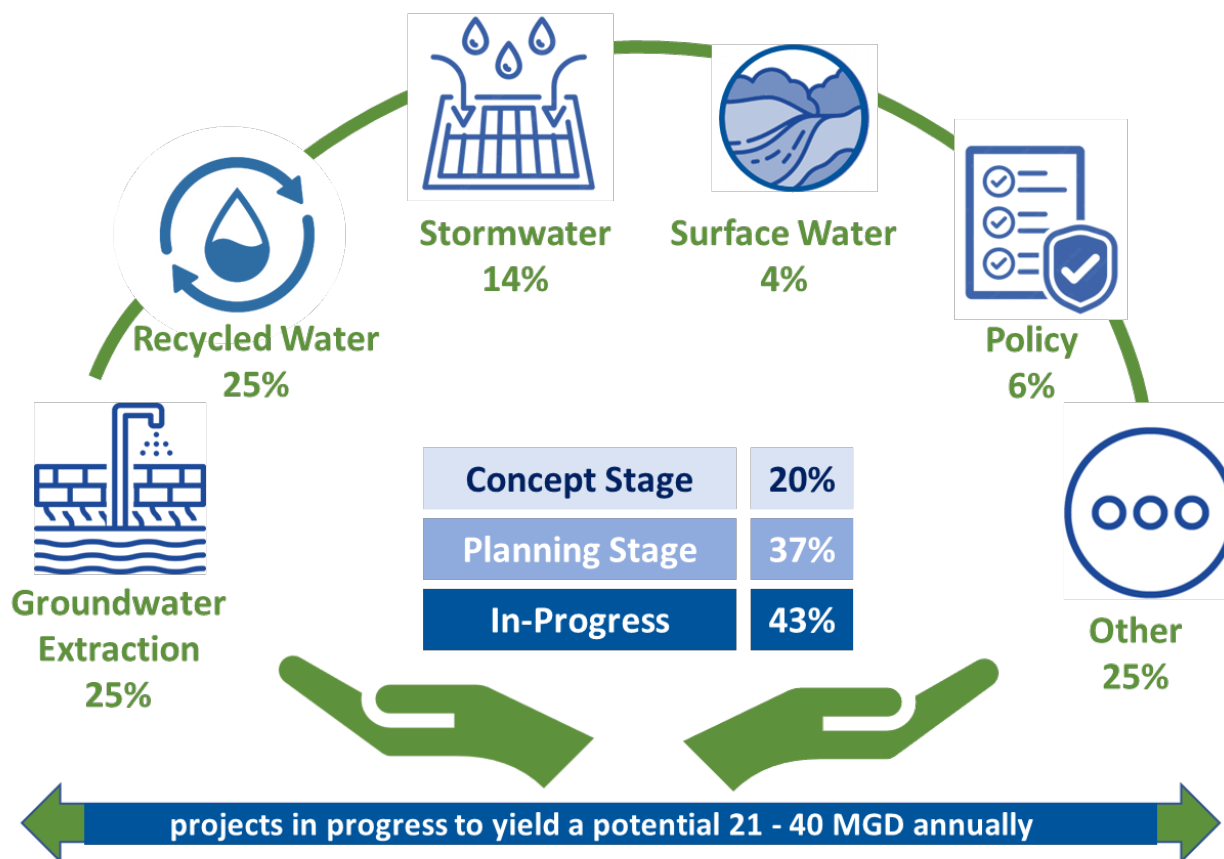 Stormwater
14%
Surface Water
4%
Recycled Water
25%
Policy
6%
Groundwater
Extraction
25%
Concept Stage 20%
Planning Stage 37%
In-Progress 43%
Other
25%
projects in progress to yield a potential 21 - 40 MGD annually